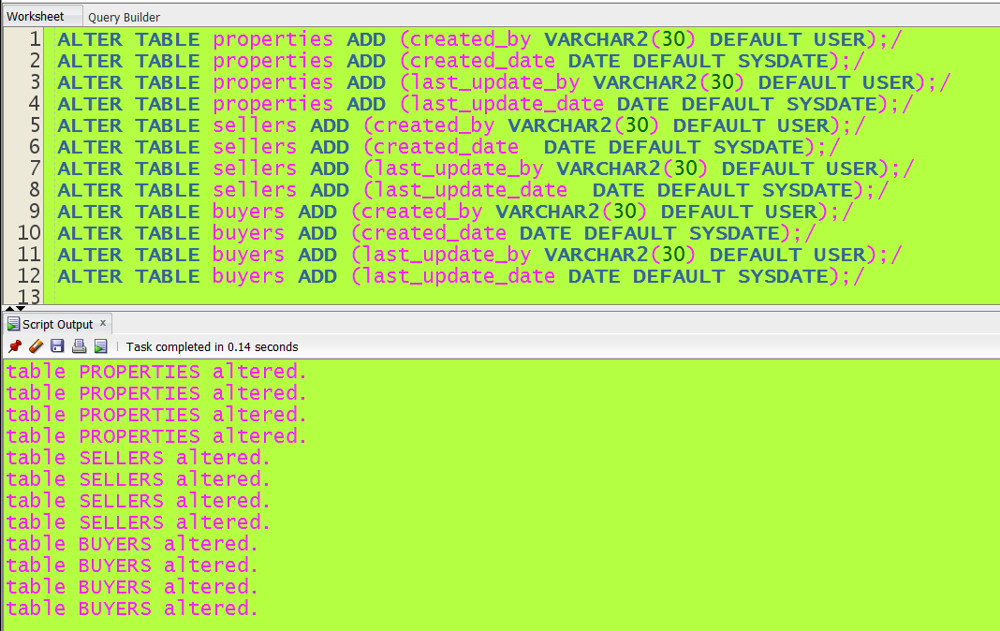 Worksheet Query Builder
1 ALTER TABLE properties ADD (created_by VARCHAR2(30) DEFAULT USER);/
2 ALTER TABLE properties ADD (created_date DATE DEFAULT SYSDATE);/
3 ALTER TABLE properties ADD (last_update_by VARCHAR2(30) DEFAULT USER);/
4 ALTER TABLE properties ADD (last_update_date DATE DEFAULT SYSDATE);/
5 ALTER TABLE sellers ADD (created_by VARCHAR2(30) DEFAULT USER);/
6 ALTER TABLE sellers ADD (created_date  DATE DEFAULT SYSDATE);/
7 ALTER TABLE sellers ADD (last_update_by VARCHAR2(30) DEFAULT USER);/
8 ALTER TABLE sellers ADD (last_update_date  DATE DEFAULT SYSDATE);/
9 ALTER TABLE buyers ADD (created_by VARCHAR2(30) DEFAULT USER);/
10 ALTER TABLE buyers ADD (created_date DATE DEFAULT SYSDATE);/
11 ALTER TABLE buyers ADD (last_update_by VARCHAR2(30) DEFAULT USER);/
12 ALTER TABLE buyers ADD (last_update_date DATE DEFAULT SYSDATE);/
13
Script Output x
Task completed in 0.14 seconds
table PROPERTIES altered.
table PROPERTIES altered.
table PROPERTIES altered.
table PROPERTIES altered.
table SELLERS altered.
table SELLERS altered.
table SELLERS altered.
table SELLERS altered.
table BUYERS altered.
table BUYERS altered.
table BUYERS altered.
table BUYERS altered.